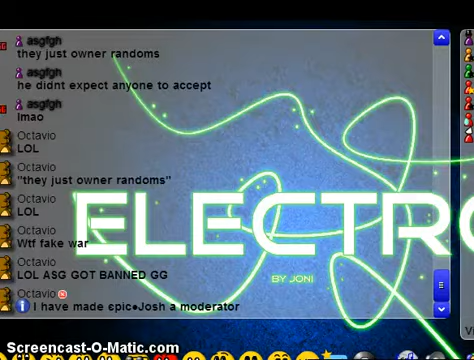 asgfgh
they just owner randoms
asgfgh
he didnt expect anyone to accept
asgfgh
lmao
Octavio
LOL
Octavio
"they just owner randoms"
Octavio
LOL
Octavio
Wtf fake war
Octavio
LOL ASG GOT BANNED GG
Octavio
I have made epic●Josh a moderator
ELECTRO
BY JONI
Screencast-O-Matic.com